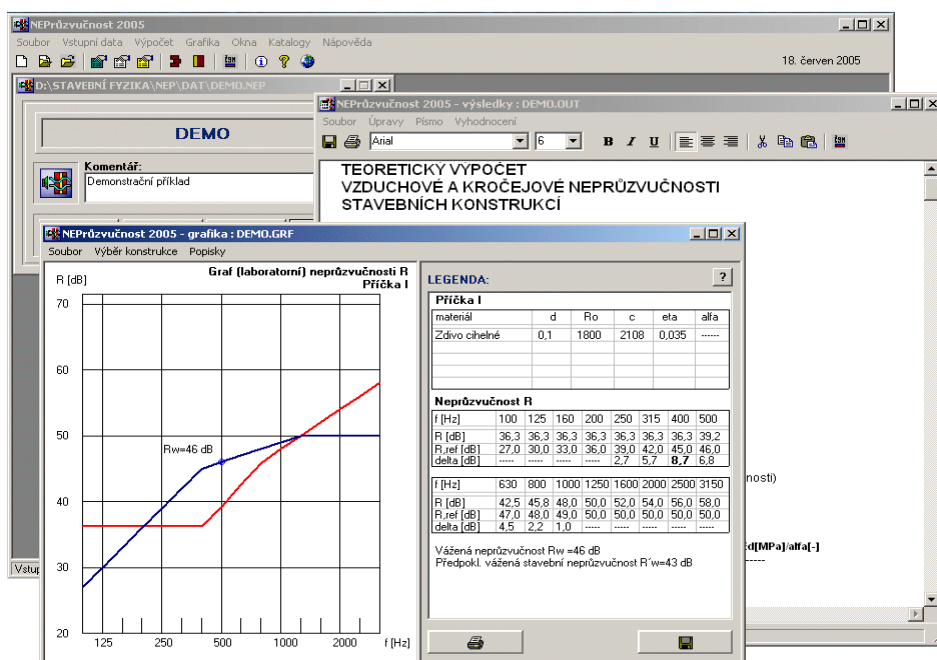 NEPrůzvučnost 2005
Soubor Vstupní data Výpočet Grafika Okna Katalogy Nápověda
18. červen 2005
D:\STAVEBNÍ FYZIKA\NEP\DAT\DEMO.NEP
DEMO
Komentář:
Demonstrační příklad
NEPrůzvučnost 2005 - výsledky : DEMO.OUT
Soubor Úpravy Písmo Vyhodnocení
Arial 6 B I U
TEORETICKÝ VÝPOČET
VZDUCHOVÉ A KROČEJOVÉ NEPRŮZVUČNOSTI
STAVEBNÍCH KONSTRUKCÍ
nosti)
d[MPa]/alfa[-]
-----
Vstup
NEPrůzvučnost 2005 - grafika : DEMO.GRF
Soubor Výběr konstrukce Popisky
R [dB]
Graf (laboratorní) neprůzvučnosti R
Příčka I
70
60
50
40
30
20
Rw=46 dB
125 250 500 1000 2000 f [Hz]
LEGENDA:
?
Příčka I
materiál d Ro c eta alfa
Zdivo cihelné 0,1 1800 2108 0,035 -----
Neprůzvučnost R
f [Hz] 100 125 160 200 250 315 400 500
R [dB] 36,3 36,3 36,3 36,3 36,3 36,3 36,3 39,2
R,ref [dB] 27,0 30,0 33,0 36,0 39,0 42,0 45,0 46,0
delta [dB] ----- ----- ----- ----- 2,7 5,7 8,7 6,8
f [Hz] 630 800 1000 1250 1600 2000 2500 3150
R [dB] 42,5 45,8 48,0 50,0 52,0 54,0 56,0 58,0
R,ref [dB] 47,0 48,0 49,0 50,0 50,0 50,0 50,0 50,0
delta [dB] 4,5 2,2 1,0 ----- ----- ----- ----- -----
Vážená neprůzvučnost Rw =46 dB
Předpokl. vážená stavební neprůzvučnost R´w=43 dB